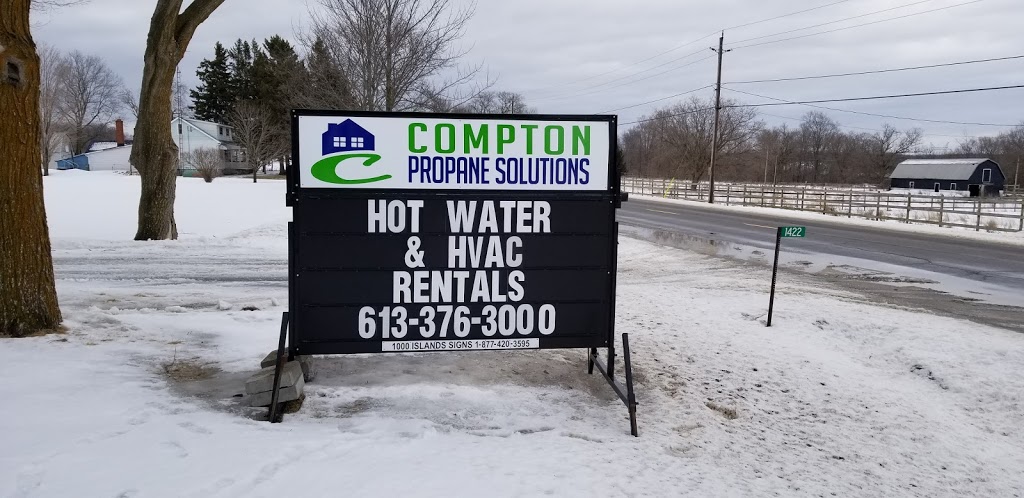 COMPTON
PROPANE SOLUTIONS
HOT WATER
& HVAC
RENTALS
613-376-3000
1000 ISLANDS SIGNS 1-877-420-3595
1422